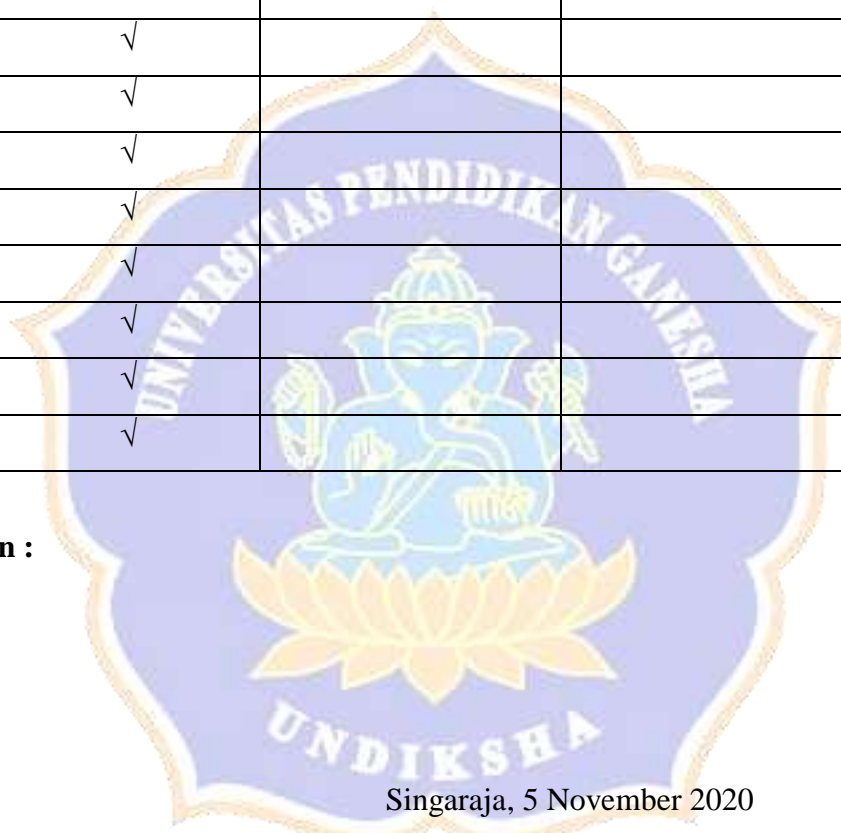 √
√
√
√
√
√
√
√
UNIVERSITAS PENDIDIKAN GANESHA
n :
UNDIKSHA
Singaraja, 5 November 2020